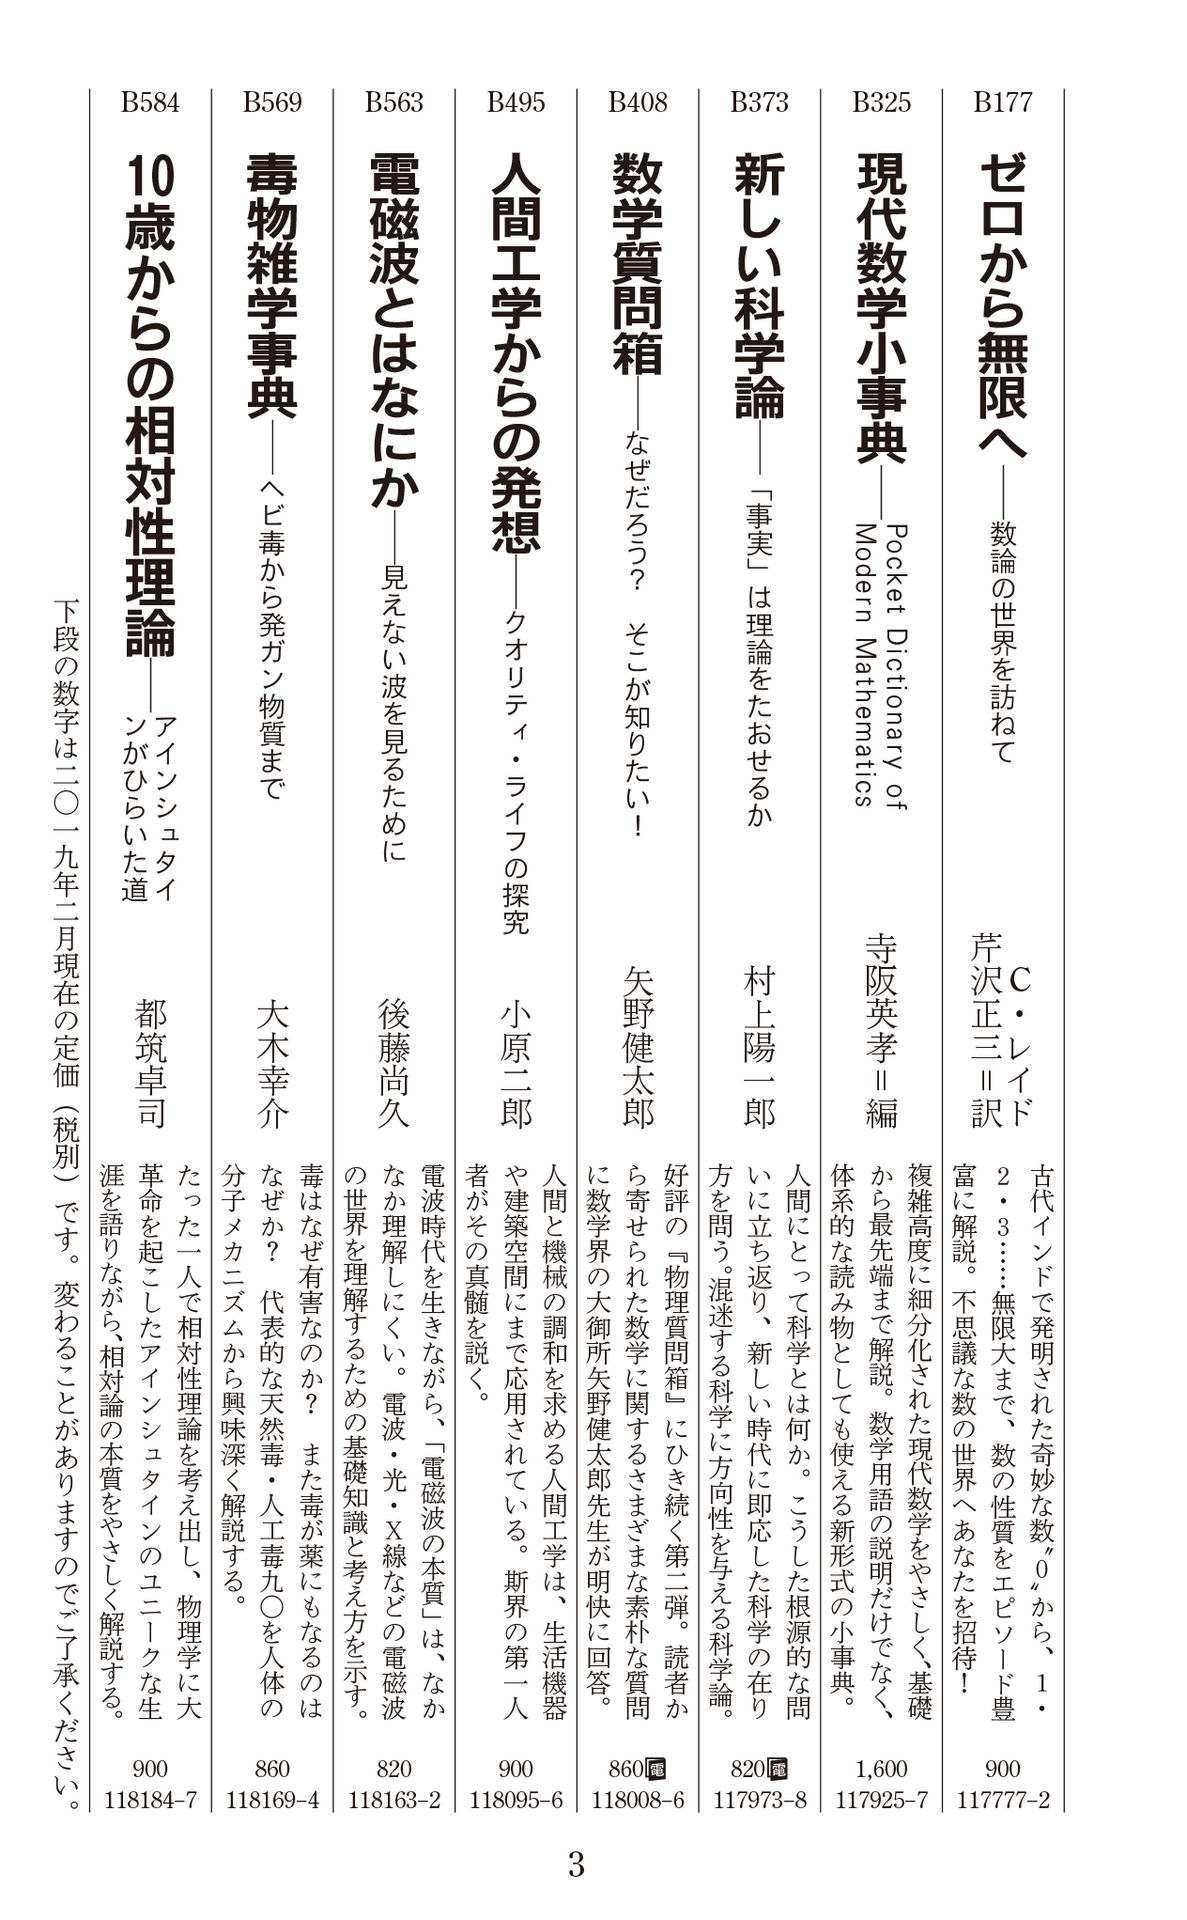 B177
ゼロから無限へ──数論の世界を訪ねて
C・レイド
芹沢正三=訳
古代インドで発明された奇妙な数〝0〟から、1・
2・3……無限大まで、数の性質をエピソード豊
富に解説。不思議な数の世界へあなたを招待！
900
117777-2
B325
現代数学小事典──Pocket Dictionary of
Modern Mathematics
寺阪英孝=編
複雑高度に細分化された現代数学をやさしく、基礎
から最先端まで解説。数学用語の説明だけでなく、
体系的な読み物としても使える新形式の小事典。
1,600
117925-7
B373
新しい科学論──「事実」は理論をたおせるか
村上陽一郎
人間にとって科学とは何か。こうした根源的な問
いに立ち返り、新しい時代に即応した科学の在り
方を問う。混迷する科学に方向性を与える科学論。
820電
117973-8
B408
数学質問箱──なぜだろう？　そこが知りたい！
矢野健太郎
好評の『物理質問箱』にひき続く第二弾。読者か
ら寄せられた数学に関するさまざまな素朴な質問
に数学界の大御所矢野健太郎先生が明快に回答。
860電
118008-6
B495
人間工学からの発想──クオリティ・ライフの探究
小原二郎
人間と機械の調和を求める人間工学は、生活機器
や建築空間にまで応用されている。斯界の第一人
者がその真髄を説く。
900
118095-6
B563
電磁波とはなにか──見えない波を見るために
後藤尚久
電波時代を生きながら、「電磁波の本質」は、なか
なか理解しにくい。電波・光・X線などの電磁波
の世界を理解するための基礎知識と考え方を示す。
820
118163-2
B569
毒物雑学事典──ヘビ毒から発ガン物質まで
大木幸介
毒はなぜ有害なのか？　また毒が薬にもなるのは
なぜか？　代表的な天然毒・人工毒九〇を人体の
分子メカニズムから興味深く解説する。
860
118169-4
B584
10歳からの相対性理論──アインシュタイ
ンがひらいた道
都筑卓司
たった一人で相対性理論を考え出し、物理学に大
革命を起こしたアインシュタインのユニークな生
涯を語りながら、相対論の本質をやさしく解説する。
900
118184-7
下段の数字は二〇一九年二月現在の定価（税別）です。変わることがありますのでご了承ください。
3